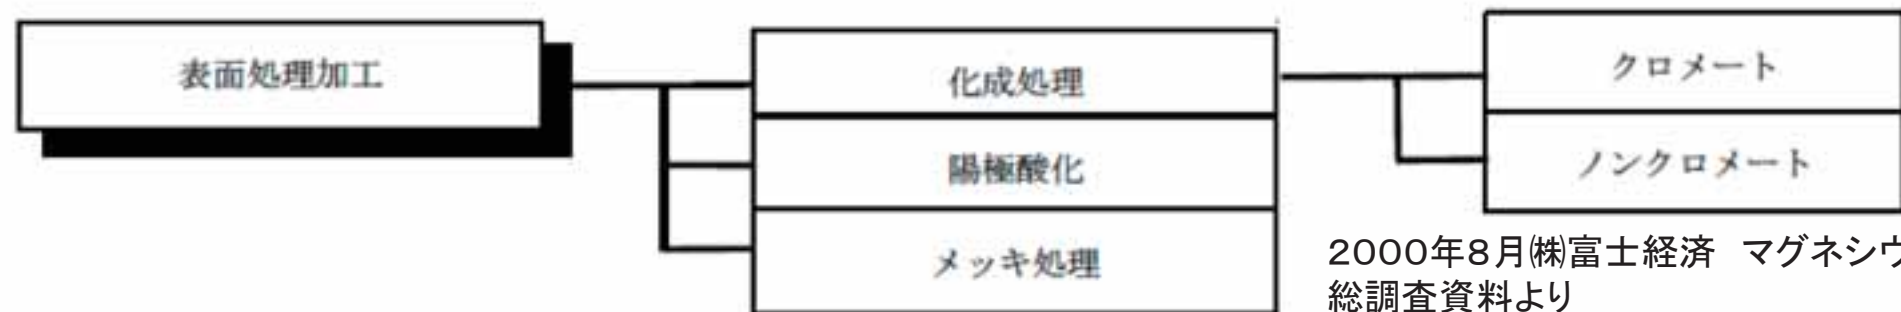 表面処理加工
化成処理
陽極酸化
メッキ処理
クロメート
ノンクロメート
2000年8月㈱富士経済　マグネシウ
総調査資料より